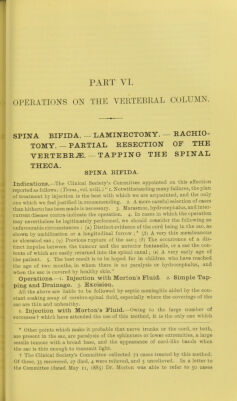 PART VI.
OPERATIONS ON THE VERTEBRAL COLUMN.
SPINA BIFIDA. — LAMINECTOMY. — RACHIO-
TOMY. — PARTIAL RESECTION OF THE
VERTEBRÆ. — TAPPING THE SPINAL
THECA.
SPINA BIFIDA.
Indications.—The Clinical Society's Committee appointed on this affection
reported as follows: (Trans., vol. xviii.) * 1. Notwithstanding many failures, the plan
of treatment by injection is the best with which we are acquainted, and the only
one which we feel justified in recommending. 2. A more careful selection of cases
than hitherto has been made is necessary. 3. Marasmus, hydrocephalus, and inter-
current disease contra-indicate the operation. 4. In cases in which the operation
may nevertheless be legitimately performed, we should consider the following as
unfavourable circumstances: (a) Distinct evidence of the cord being in the sac, as
shown by umbilication or a longitudinal furrow ; * (β) A very thin membranous
or ulcerated sac; (γ) Previous rupture of the sac; (δ) The occurrence of a dis-
tinct impulse between the tumour and the anterior fontanelle, or a sac the con-
tents of which are easily returned into the spinal canal; (ε) A very early age of
the patient. 5. The best result is to be hoped for in children who have reached
the age of two months, in whom there is no paralysis or hydrocephalus, and
when the sac is covered by healthy skin."
Operations.—1. Injection with Morton's Fluid. 2. Simple Tap-
ping and Drainage. 3. Excision.
All the above are liable to be followed by septic meningitis aided by the con-
stant soaking away of cerebro-spinal fluid, especially where the coverings of the
sac are thin and unhealthy.
1. Injection with Morton's Fluid.—Owing to the large number of
successes† which have attended the use of this method, it is the only one which
* Other points which make it probable that nerve trunks or the cord, or both,
are present in the sac, are paralysis of the sphincters or lower extremities, a large
sessile tumour with a broad base, and the appearance of cord-like bands when
the sac is thin enough to transmit light.
† The Clinical Society's Committee collected 71 cases treated by this method.
Of these, 35 recovered, 27 died, 4 were relieved, and 5 unrelieved. In a letter to
the Committee (dated May 11, 1885) Dr. Morton was able to refer to 50 cases